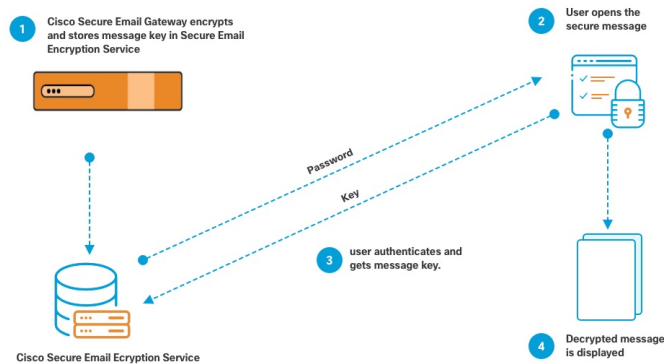 1
Cisco Secure Email Gateway encrypts
and stores message key in Secure Email
Encryption Service
2
User opens the
secure message
Password
Key
3
user authenticates and
gets message key.
Cisco Secure Email Ecryption Service
4
Decrypted message
is displayed